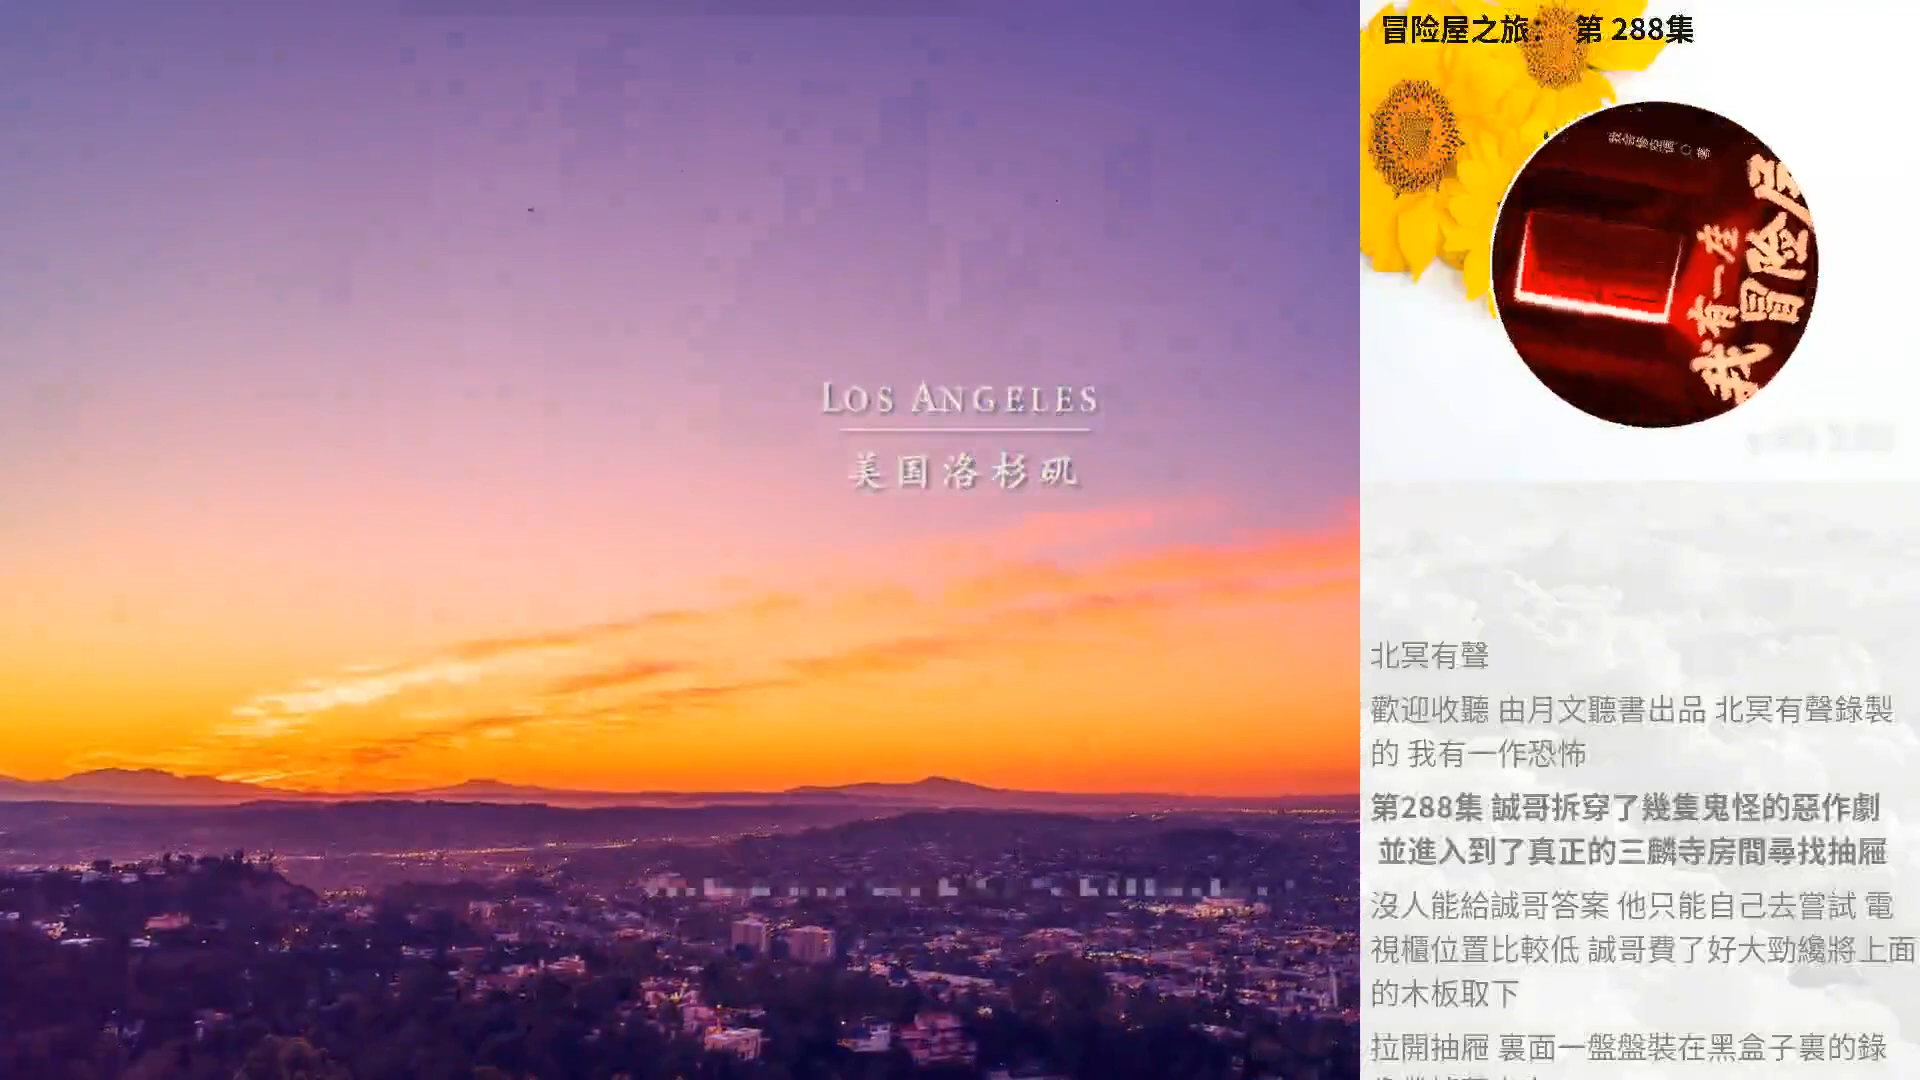 LOS ANGELES
美国洛杉矶
冒险屋之旅： 第 288集
我有一座
冒险屋
北冥有聲
歡迎收聽 由月文聽書出品 北冥有聲錄製
的 我有一作恐怖
第288集 誠哥拆穿了幾隻鬼怪的惡作劇
並進入到了真正的三麟寺房間尋找抽屜
沒人能給誠哥答案 他只能自己去嘗試 電
視櫃位置比較低 誠哥費了好大勁纔將上面
的木板取下
拉開抽屜 裏面一盤盤裝在黑盒子裏的錄